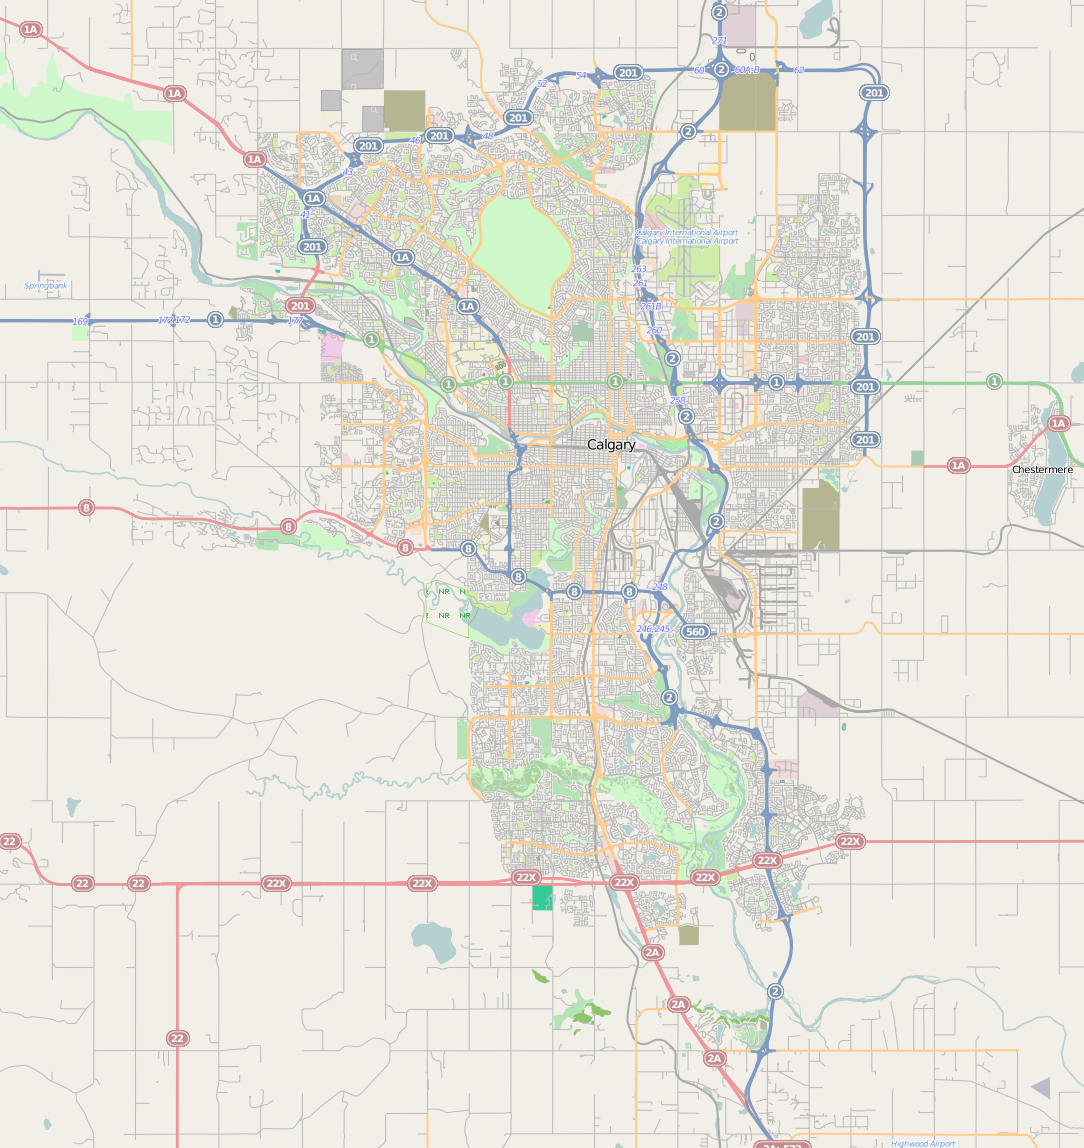 2
1A
271
2
60
60A-B
62
54
201
52
201
1A
201
2
48
201
46
201
1A
43
1A
41
Calgary International Airport
Calgary International Airport
201
1A
263
261
Springbank
261B
201
1A
169
172
172
1
177
260
201
1
2
800
1
1
1
1
201
1
258
2
1A
Calgary
201
1A
Chestermere
8
8
2
8
8
8
248
NR
N
8
8
NR
NR
246
245
560
2
22
22X
22X
22
22
22X
22X
22X
22X
22X
2A
2
2A
22
2A
Highwood Airport